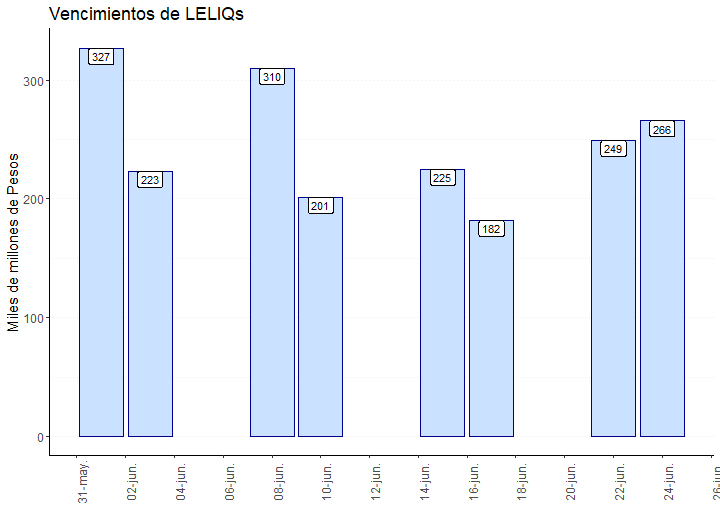 Vencimientos de LELIQs
Miles de millones de Pesos
300
200
100
0
327
223
310
201
225
182
249
266
31-may.
02-jun.
04-jun.
06-jun.
08-jun.
10-jun.
12-jun.
14-jun.
16-jun.
18-jun.
20-jun.
22-jun.
24-jun.
26-jun.